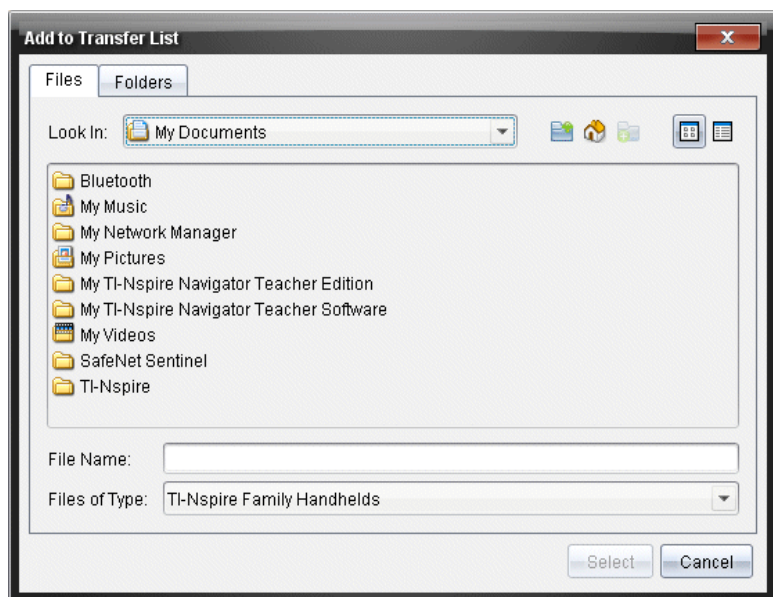 Add to Transfer List
Files Folders
Look In: My Documents
Bluetooth
My Music
My Network Manager
My Pictures
My TI-Nspire Navigator Teacher Edition
My TI-Nspire Navigator Teacher Software
My Videos
SafeNet Sentinel
TI-Nspire
File Name:
Files of Type: TI-Nspire Family Handhelds
Select Cancel